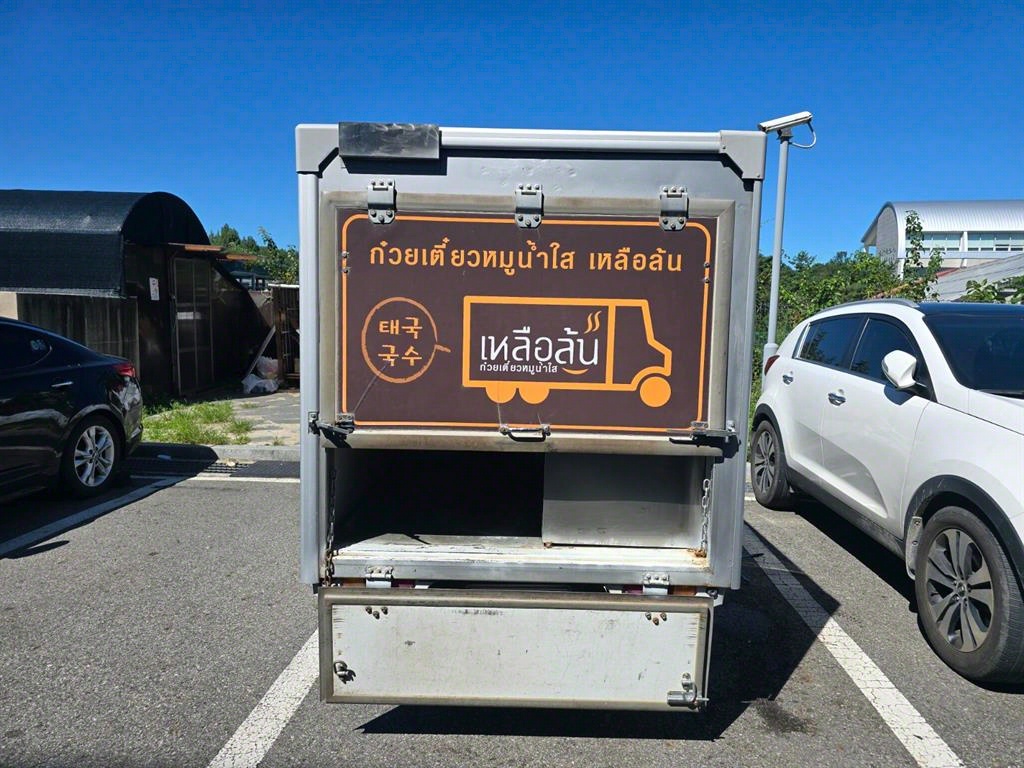 ก๋วยเตี๋ยวหมูน้ำใส เหลือล้น
태국
국수
เหลือล้น
ก๋วยเตี๋ยวหมูน้ำใส